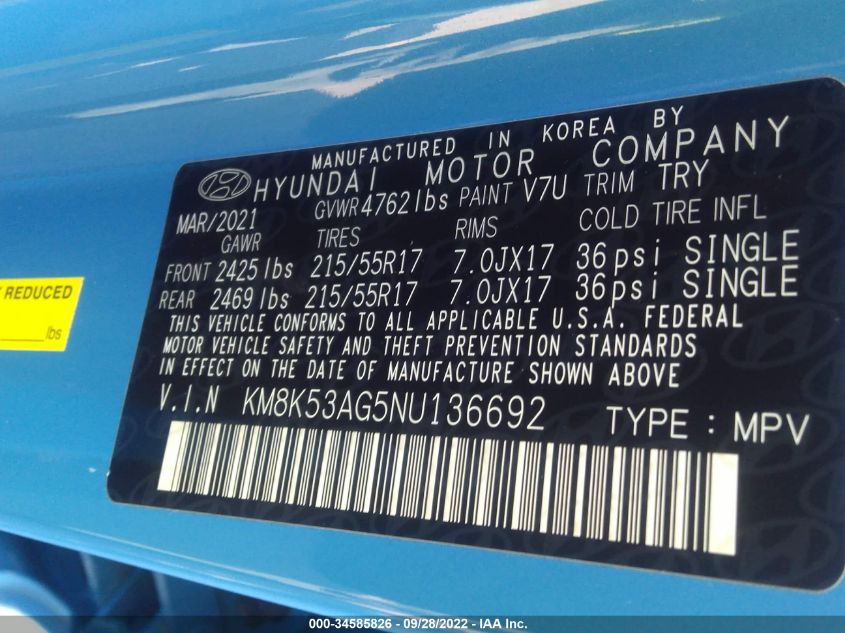 MANUFACTURED IN KOREA BY
HYUNDAI MOTOR COMPANY
MAR/2021 GVWR 4762 lbs PAINT V7U TRIM TRY
GAWR TIRES RIMS COLD TIRE INFL
FRONT 2425 lbs 215/55R17 7.0JX17 36psi SINGLE
REAR 2469 lbs 215/55R17 7.0JX17 36psi SINGLE
THIS VEHICLE CONFORMS TO ALL APPLICABLE U.S.A. FEDERAL
MOTOR VEHICLE SAFETY AND THEFT PREVENTION STANDARDS
IN EFFECT ON THE DATE OF MANUFACTURE SHOWN ABOVE
V.I.N KM8K53AG5NU136692 TYPE : MPV
REDUCED
lbs
000-34585826 - 09/28/2022 - IAA Inc.